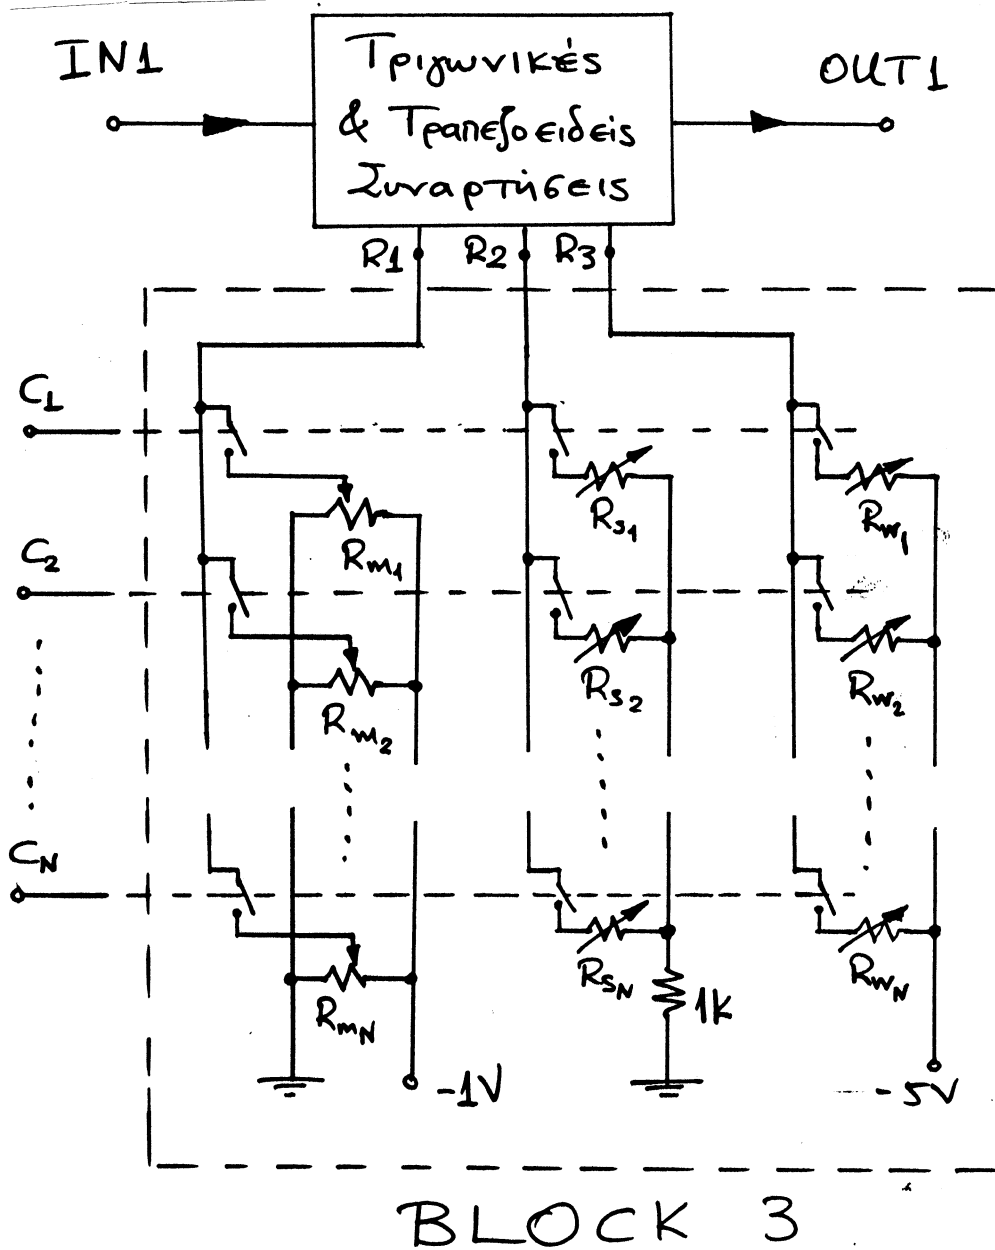 IN1
Τριγωνικές
& Τραπεζοειδείς
Συναρτήσεις
OUT1
R1 R2 R3
C1
Rm1
Rs1
Rw1
C2
Rm2
Rs2
Rw2
CN
RmN
RsN
RwN
1K
-1V
-5V
BLOCK 3